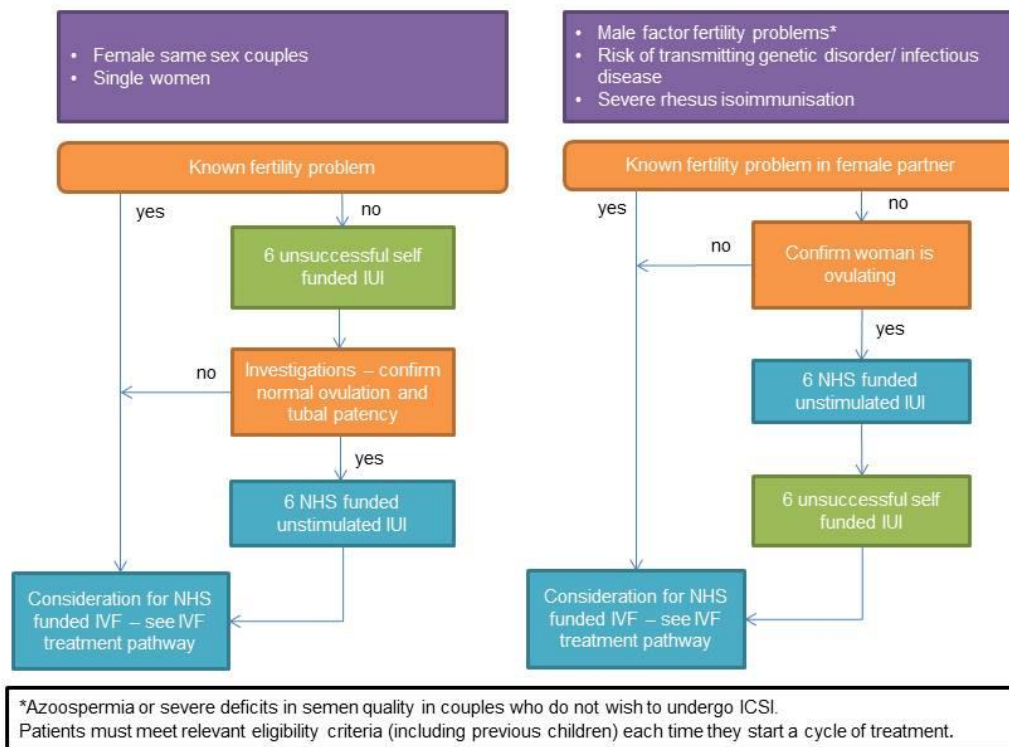 • Female same sex couples
• Single women
Known fertility problem
yes
no
6 unsuccessful self
funded IUI
no
Investigations – confirm
normal ovulation and
tubal patency
yes
6 NHS funded
unstimulated IUI
Consideration for NHS
funded IVF – see IVF
treatment pathway
• Male factor fertility problems*
• Risk of transmitting genetic disorder/ infectious
disease
• Severe rhesus isoimmunisation
Known fertility problem in female partner
yes
no
no
Confirm woman is
ovulating
yes
6 NHS funded
unstimulated IUI
6 unsuccessful self
funded IUI
Consideration for NHS
funded IVF – see IVF
treatment pathway
*Azoospermia or severe deficits in semen quality in couples who do not wish to undergo ICSI.
Patients must meet relevant eligibility criteria (including previous children) each time they start a cycle of treatment.